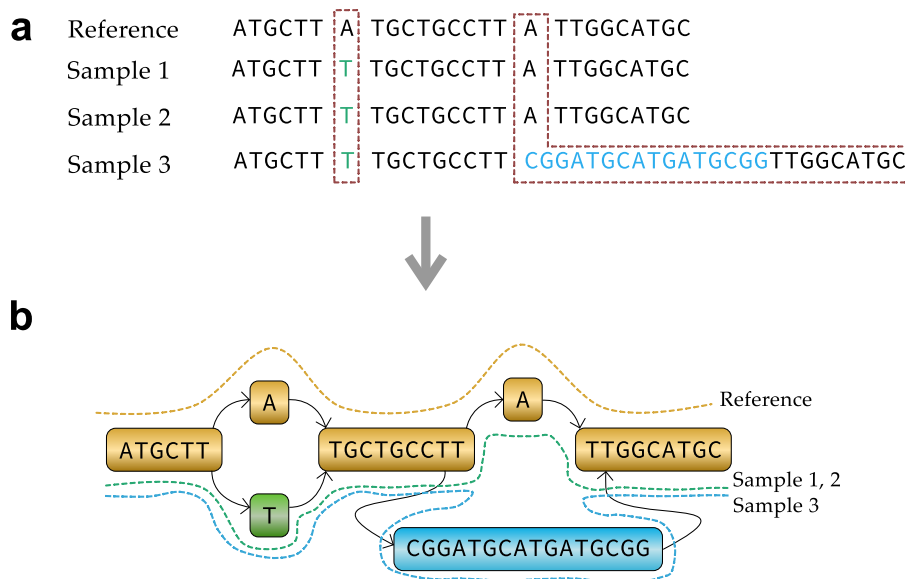 a
Reference ATGCTT A TGCTGCCTT A TTGGCATGC
Sample 1 ATGCTT T TGCTGCCTT A TTGGCATGC
Sample 2 ATGCTT T TGCTGCCTT A TTGGCATGC
Sample 3 ATGCTT T TGCTGCCTT CGGATGCATGATGCGGTTGGCATGC
b
A A Reference
ATGCTT TGCTGCCTT TTGGCATGC
Sample 1, 2
T Sample 3
CGGATGCATGATGCGG